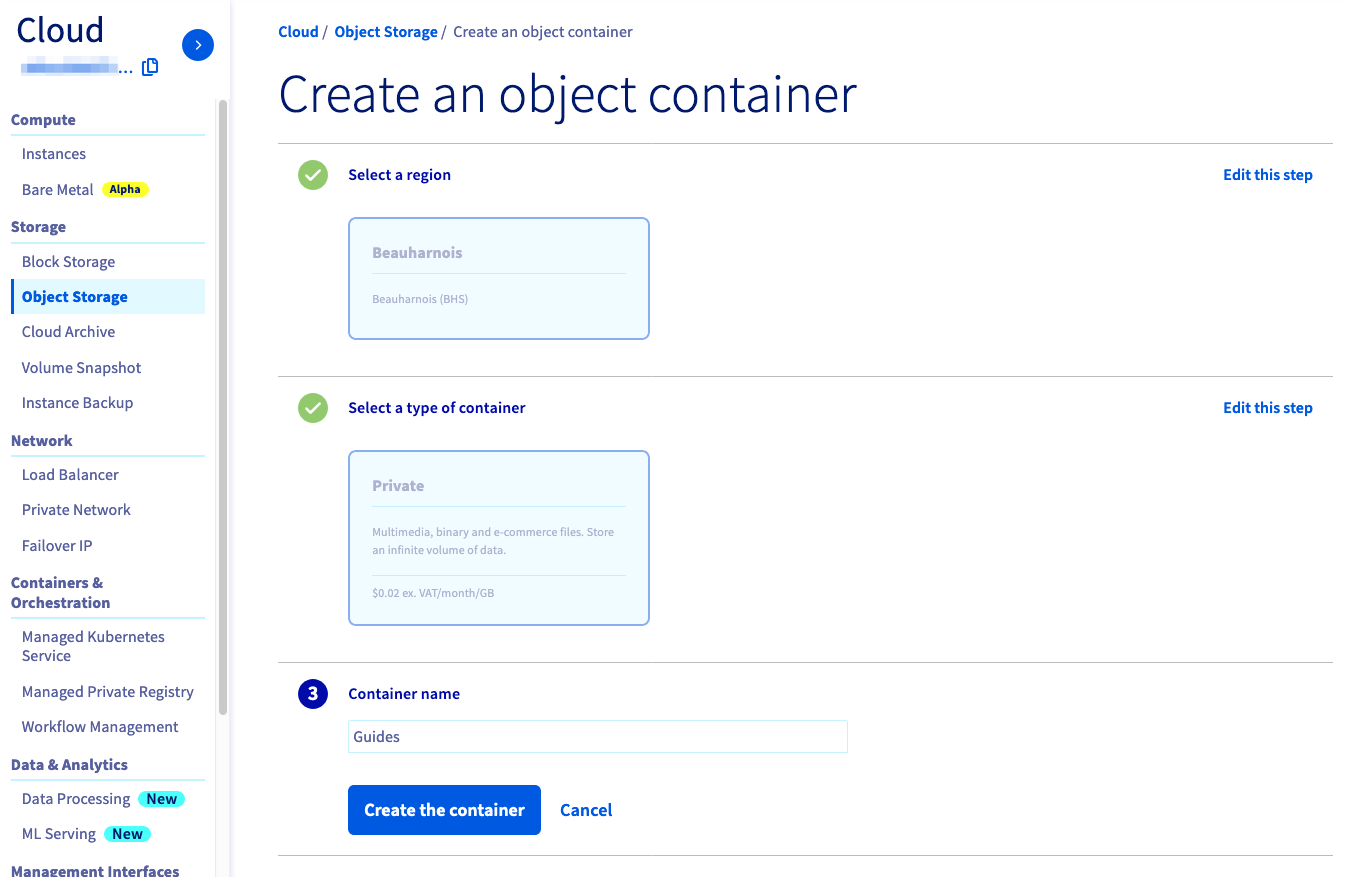 Cloud
...
Compute
Instances
Bare Metal Alpha
Storage
Block Storage
Object Storage
Cloud Archive
Volume Snapshot
Instance Backup
Network
Load Balancer
Private Network
Failover IP
Containers &
Orchestration
Managed Kubernetes
Service
Managed Private Registry
Workflow Management
Data & Analytics
Data Processing New
ML Serving New
Management Interfaces
Cloud / Object Storage / Create an object container
Create an object container
Select a region Edit this step
Beauharnois
Beauharnois (BHS)
Select a type of container Edit this step
Private
Multimedia, binary and e-commerce files. Store
an infinite volume of data.
$0.02 ex. VAT/month/GB
3 Container name
Guides
Create the container Cancel